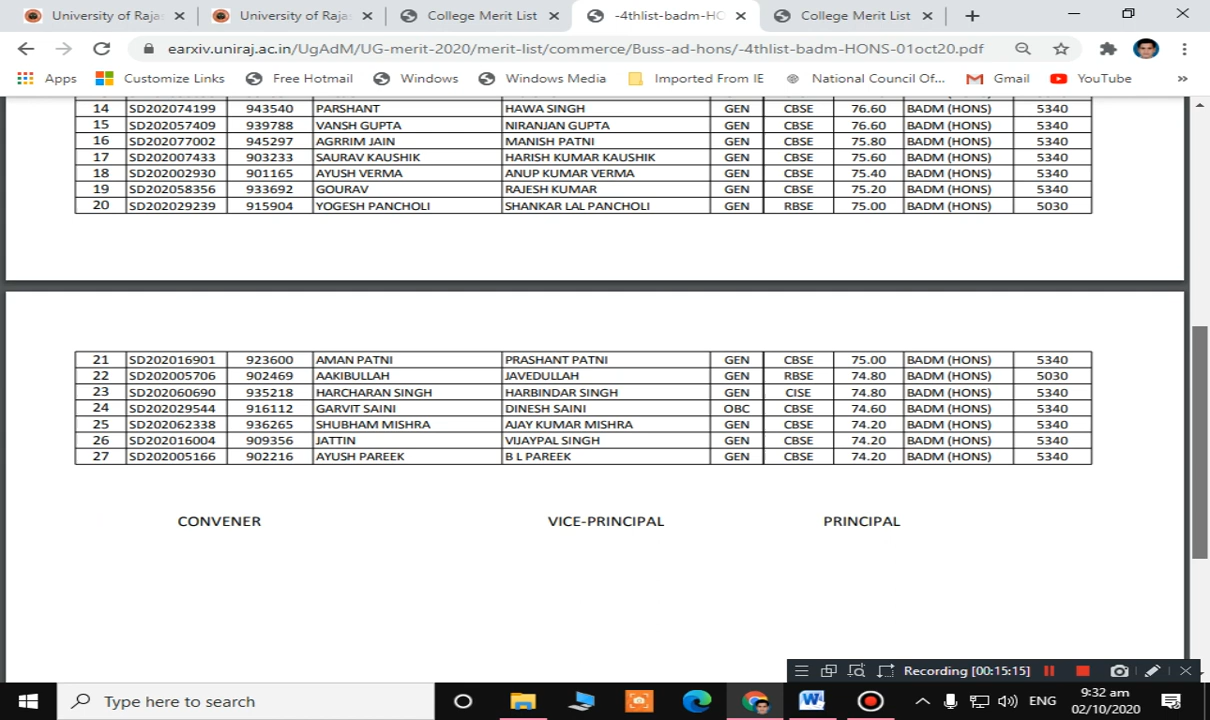 University of Raja
University of Raja
College Merit List
-4thlist-badm-HO
College Merit List
earxiv.uniraj.ac.in/UgAdM/UG-merit-2020/merit-list/commerce/Buss-ad-hons/-4thlist-badm-HONS-01oct20.pdf
Apps Customize Links Free Hotmail Windows Windows Media Imported From IE National Council Of... Gmail YouTube »
14 SD202074199 943540 PARSHANT HAWA SINGH GEN CBSE 76.60 BADM (HONS) 5340
15 SD202057409 939788 VANSH GUPTA NIRANJAN GUPTA GEN CBSE 76.60 BADM (HONS) 5340
16 SD202077002 945297 AGRRIM JAIN MANISH PATNI GEN CBSE 75.80 BADM (HONS) 5340
17 SD202007433 903233 SAURAV KAUSHIK HARISH KUMAR KAUSHIK GEN CBSE 75.60 BADM (HONS) 5340
18 SD202002930 901165 AYUSH VERMA ANUP KUMAR VERMA GEN CBSE 75.40 BADM (HONS) 5340
19 SD202058356 933692 GOURAV RAJESH KUMAR GEN CBSE 75.20 BADM (HONS) 5340
20 SD202029239 915904 YOGESH PANCHOLI SHANKAR LAL PANCHOLI GEN RBSE 75.00 BADM (HONS) 5030
21 SD202016901 923600 AMAN PATNI PRASHANT PATNI GEN CBSE 75.00 BADM (HONS) 5340
22 SD202005706 902469 AAKIBULLAH JAVEDULLAH GEN RBSE 74.80 BADM (HONS) 5030
23 SD202060690 935218 HARCHARAN SINGH HARBINDAR SINGH GEN CISE 74.80 BADM (HONS) 5340
24 SD202029544 916112 GARVIT SAINI DINESH SAINI OBC CBSE 74.60 BADM (HONS) 5340
25 SD202062338 936265 SHUBHAM MISHRA AJAY KUMAR MISHRA GEN CBSE 74.20 BADM (HONS) 5340
26 SD202016004 909356 JATTIN VIJAYPAL SINGH GEN CBSE 74.20 BADM (HONS) 5340
27 SD202005166 902216 AYUSH PAREEK B L PAREEK GEN CBSE 74.20 BADM (HONS) 5340
CONVENER VICE-PRINCIPAL PRINCIPAL
Recording [00:15:15]
Type here to search
ENG
9:32 am
02/10/2020